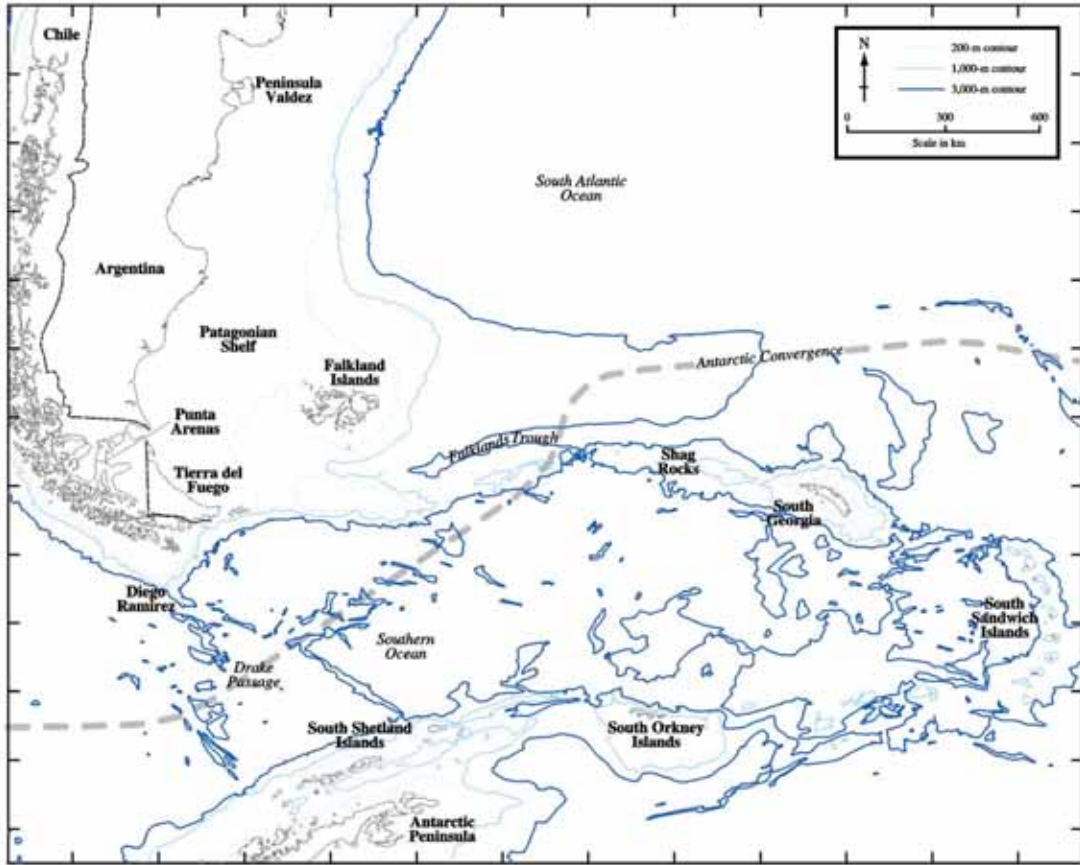 Chile
Peninsula
Valdez
N
200-m contour
1,000-m contour
3,000-m contour
0 300 600
Scale in km
South Atlantic
Ocean
Argentina
Patagonian
Shelf
Falkland
Islands
Antarctic Convergence
Punta
Arenas
Falklands Trough
Shag
Rocks
Tierra del
Fuego
South
Georgia
Diego
Ramirez
South
Sandwich
Islands
Southern
Ocean
Drake
Passage
South Shetland
Islands
South Orkney
Islands
Antarctic
Peninsula